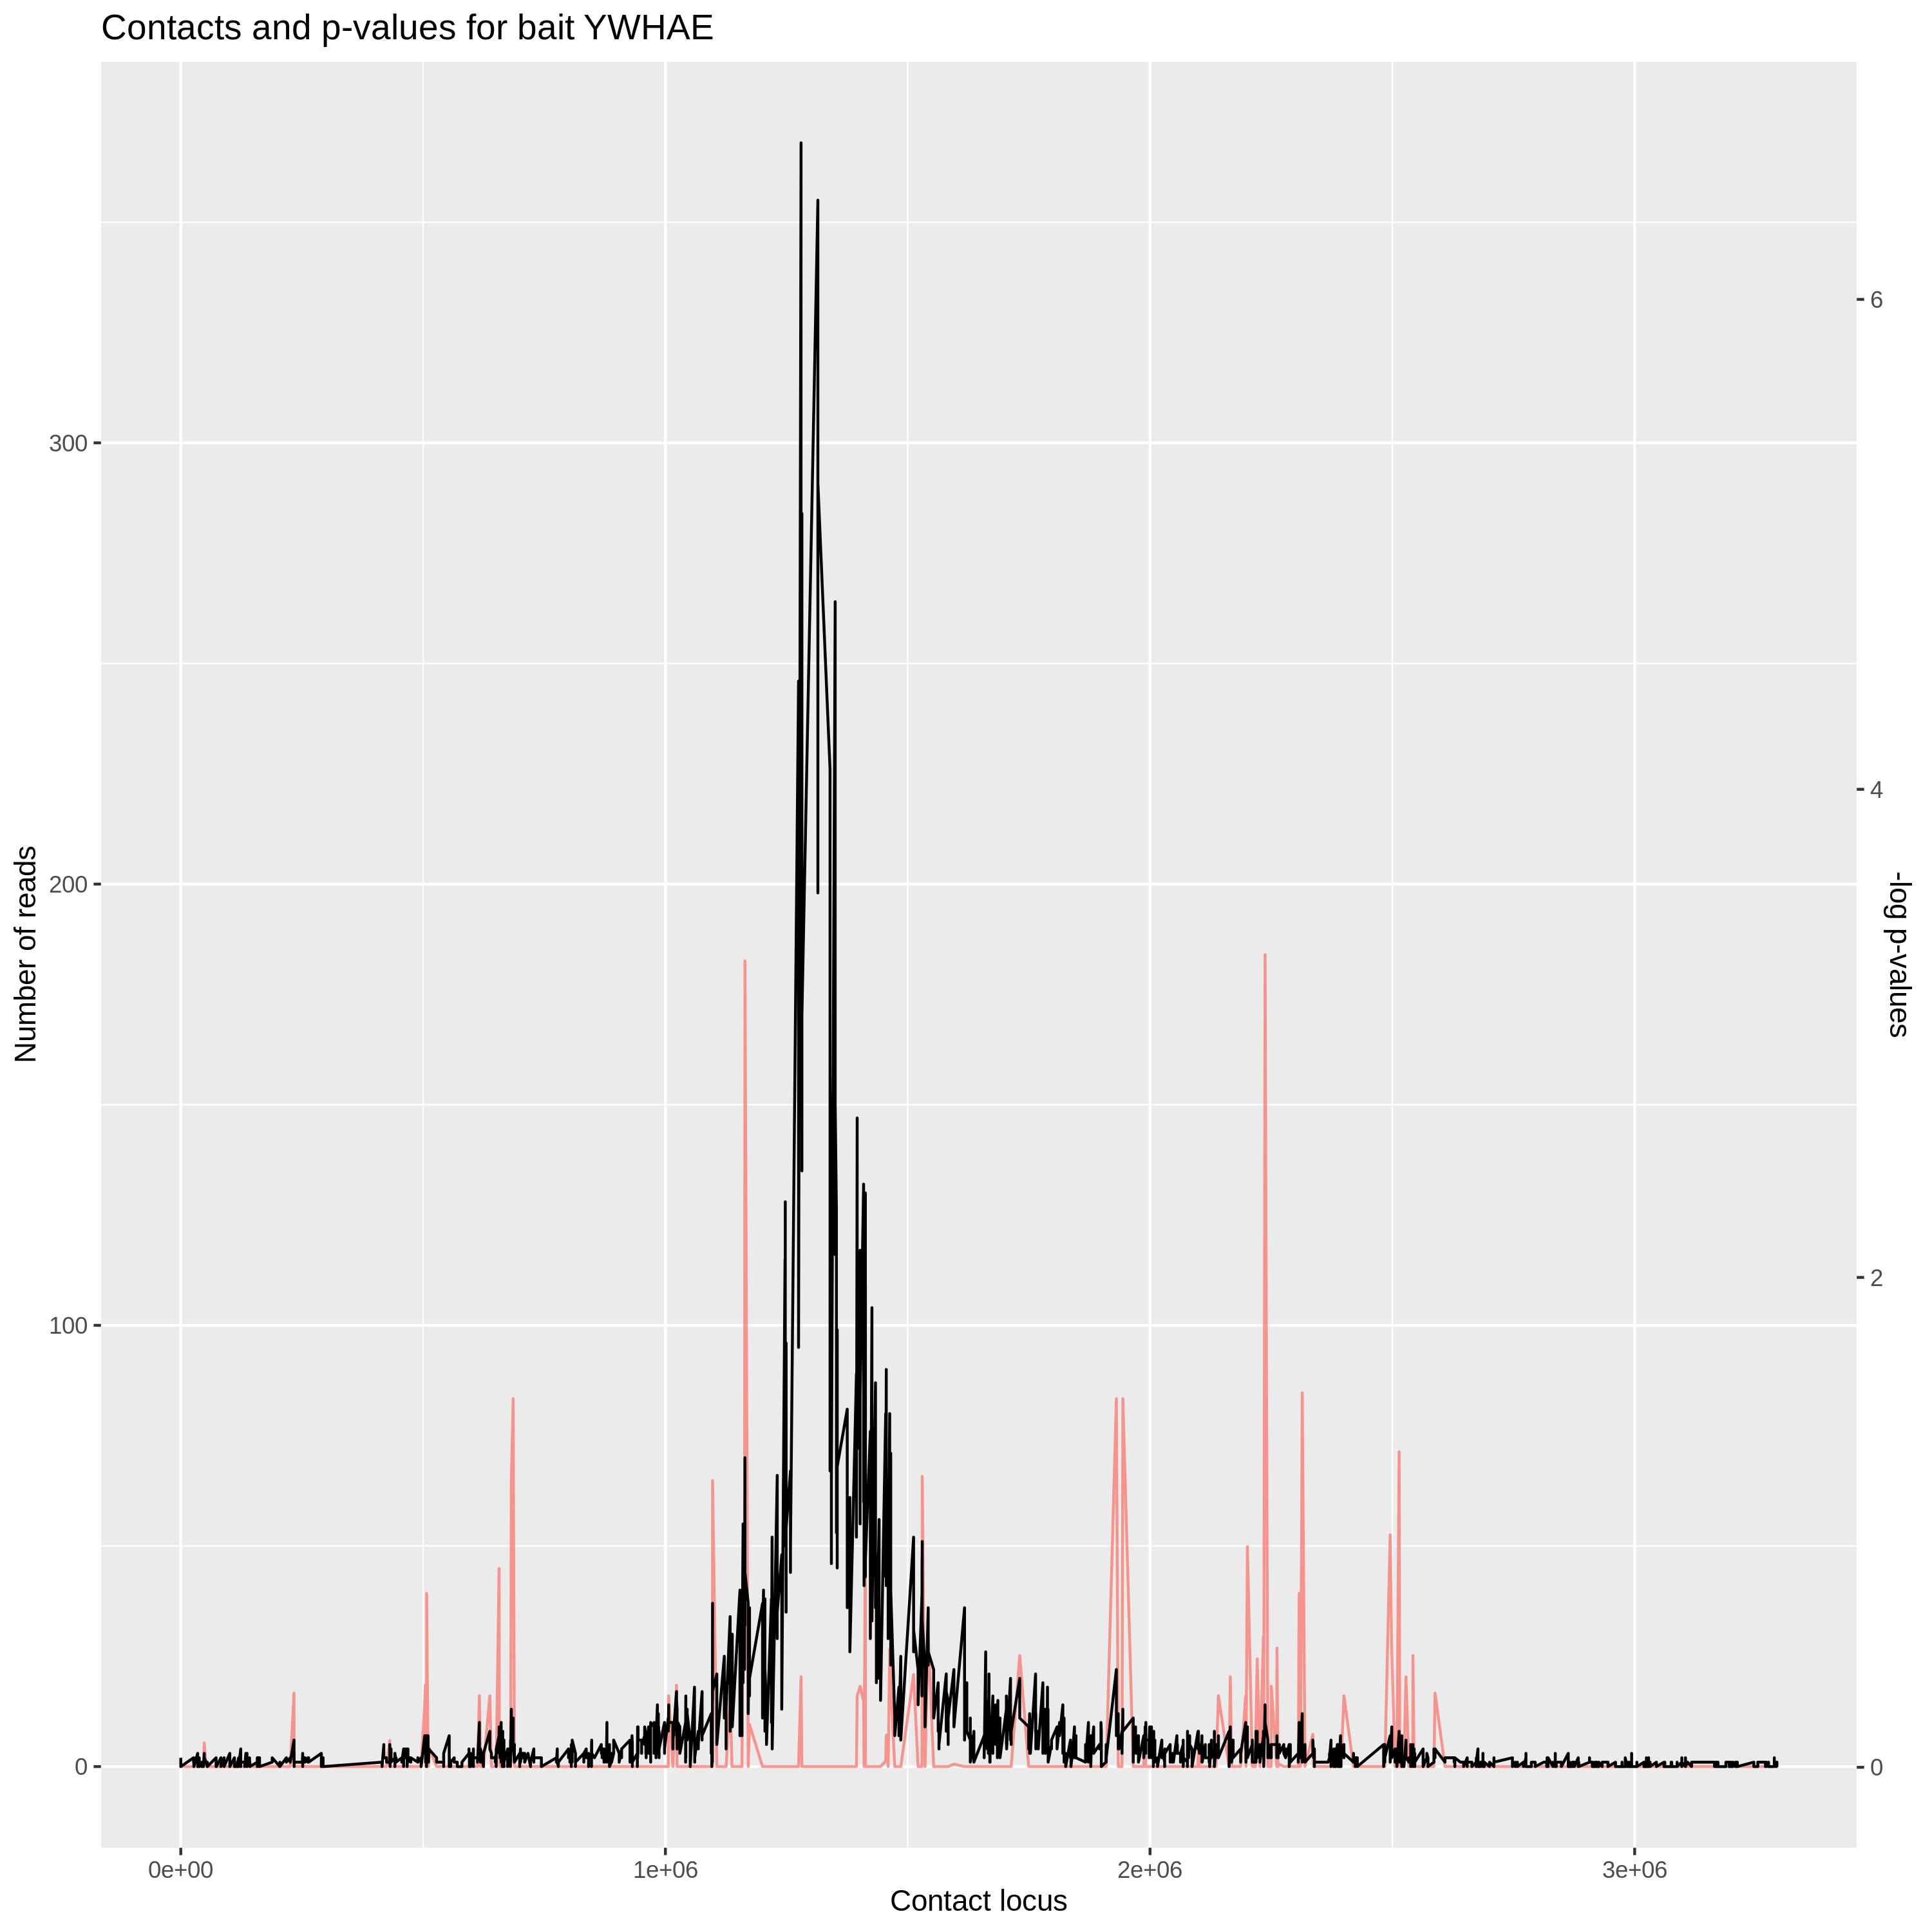 Contacts and p-values for bait YWHAE
Number of reads
300
200
100
0
6
4
2
0
-log p-values
0e+00
1e+06
2e+06
3e+06
Contact locus